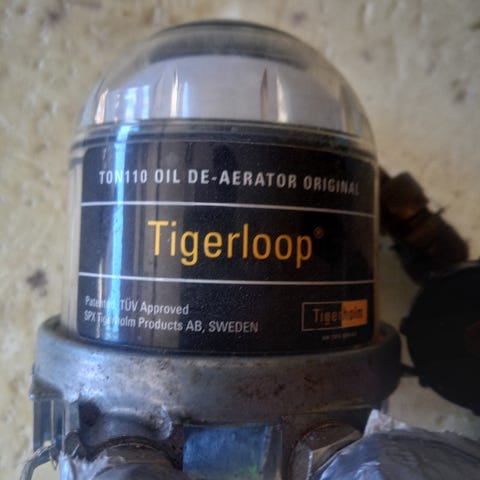 TON110 OIL DE-AERATOR ORIGINAL
Tigerloop®
Patented, TÜV Approved
SPX Tigerholm Products AB, SWEDEN
Tigerholm